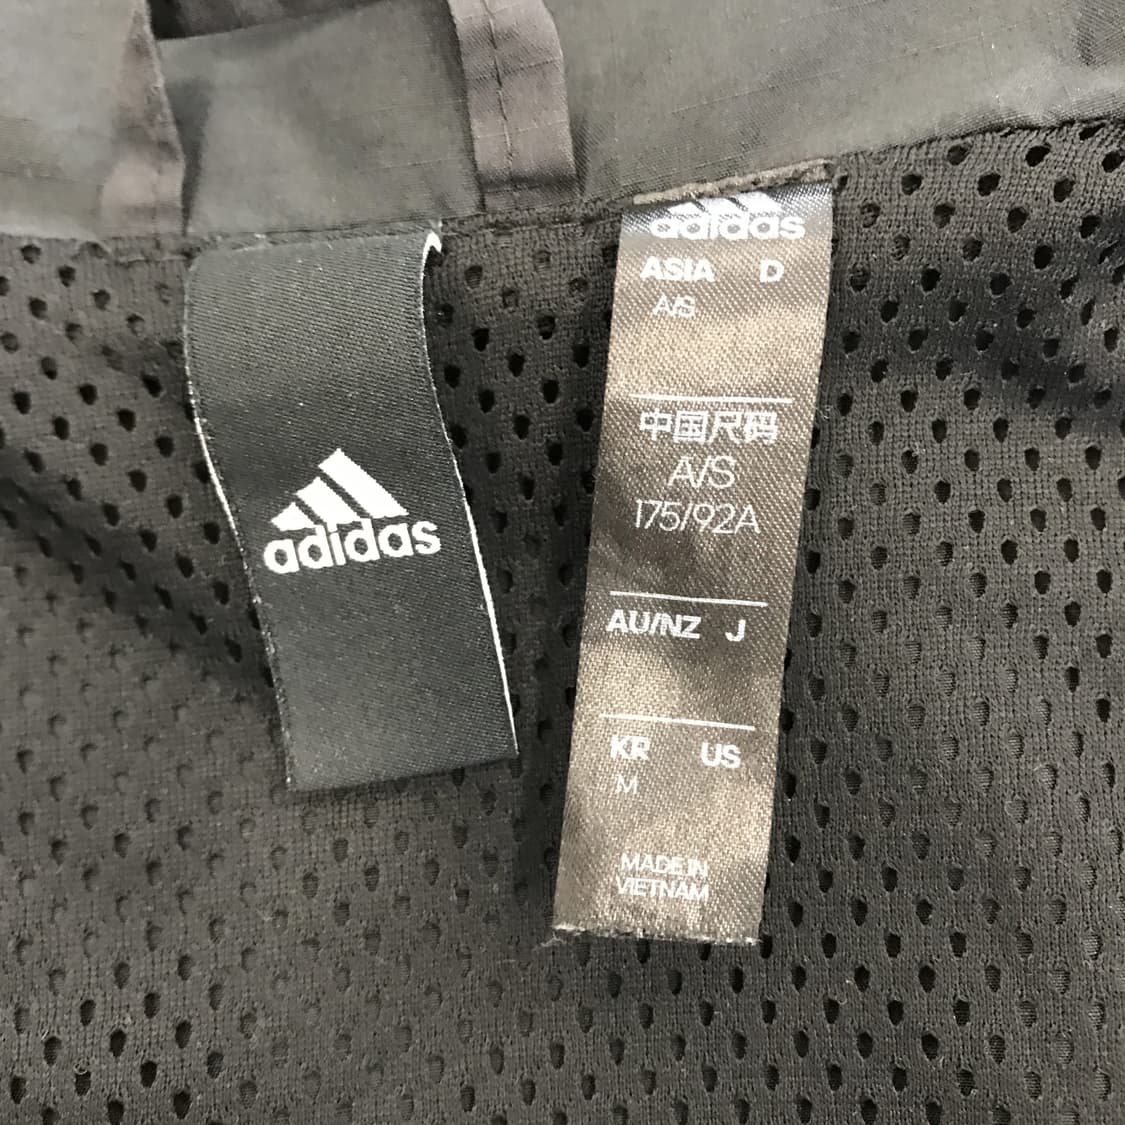 adidas
adidas
ASIA D
A/S
中国尺码
A/S
175/92A
AU/NZ J
KR US
M
MADE IN
VIETNAM